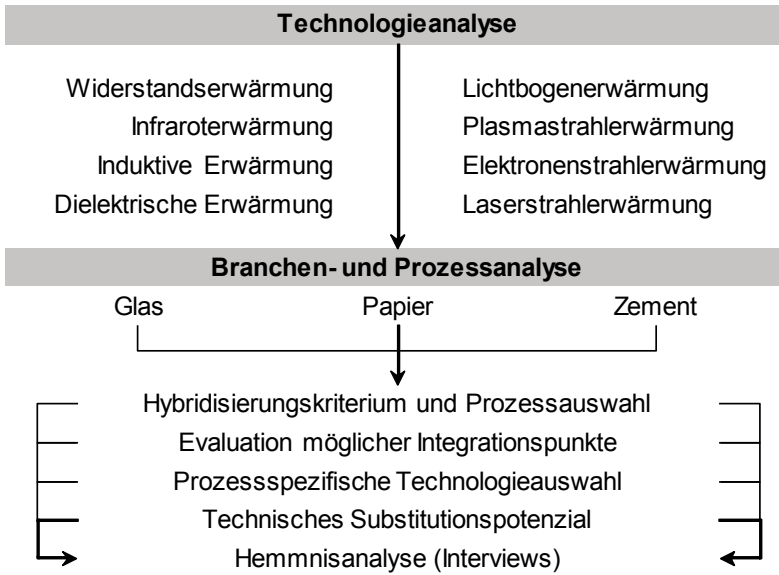 Technologieanalyse
Widerstandserwärmung Lichtbogenerwärmung
Infraroterwärmung Plasmastrahlerwärmung
Induktive Erwärmung Elektronenstrahlerwärmung
Dielektrische Erwärmung Laserstrahlerwärmung
Branchen- und Prozessanalyse
Glas Papier Zement
Hybridisierungskriterium und Prozessauswahl
Evaluation möglicher Integrationspunkte
Prozessspezifische Technologieauswahl
Technisches Substitutionspotenzial
Hemmnisanalyse (Interviews)